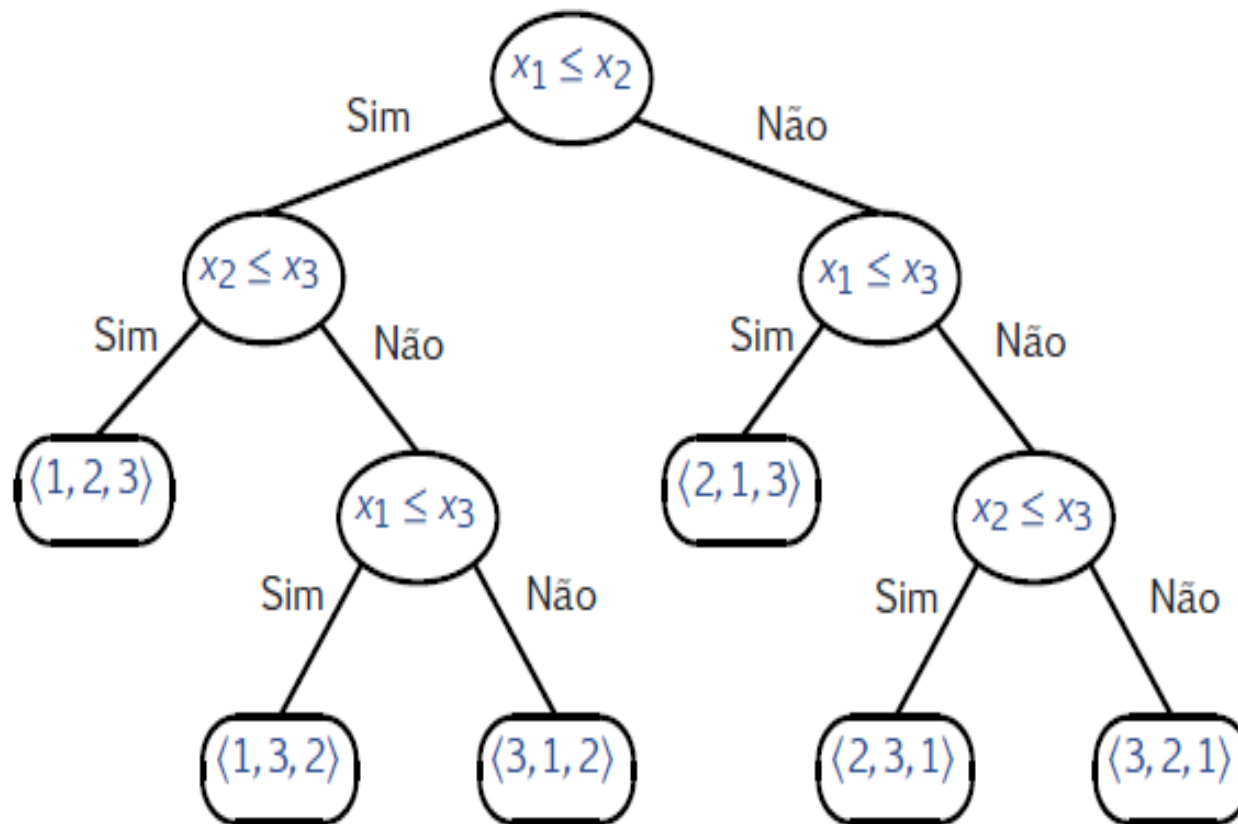 x1 ≤ x2
Sim
Não
x2 ≤ x3
x1 ≤ x3
Sim
Não
Sim
Não
⟨1, 2, 3⟩
x1 ≤ x3
⟨2, 1, 3⟩
x2 ≤ x3
Sim
Não
Sim
Não
⟨1, 3, 2⟩
⟨3, 1, 2⟩
⟨2, 3, 1⟩
⟨3, 2, 1⟩